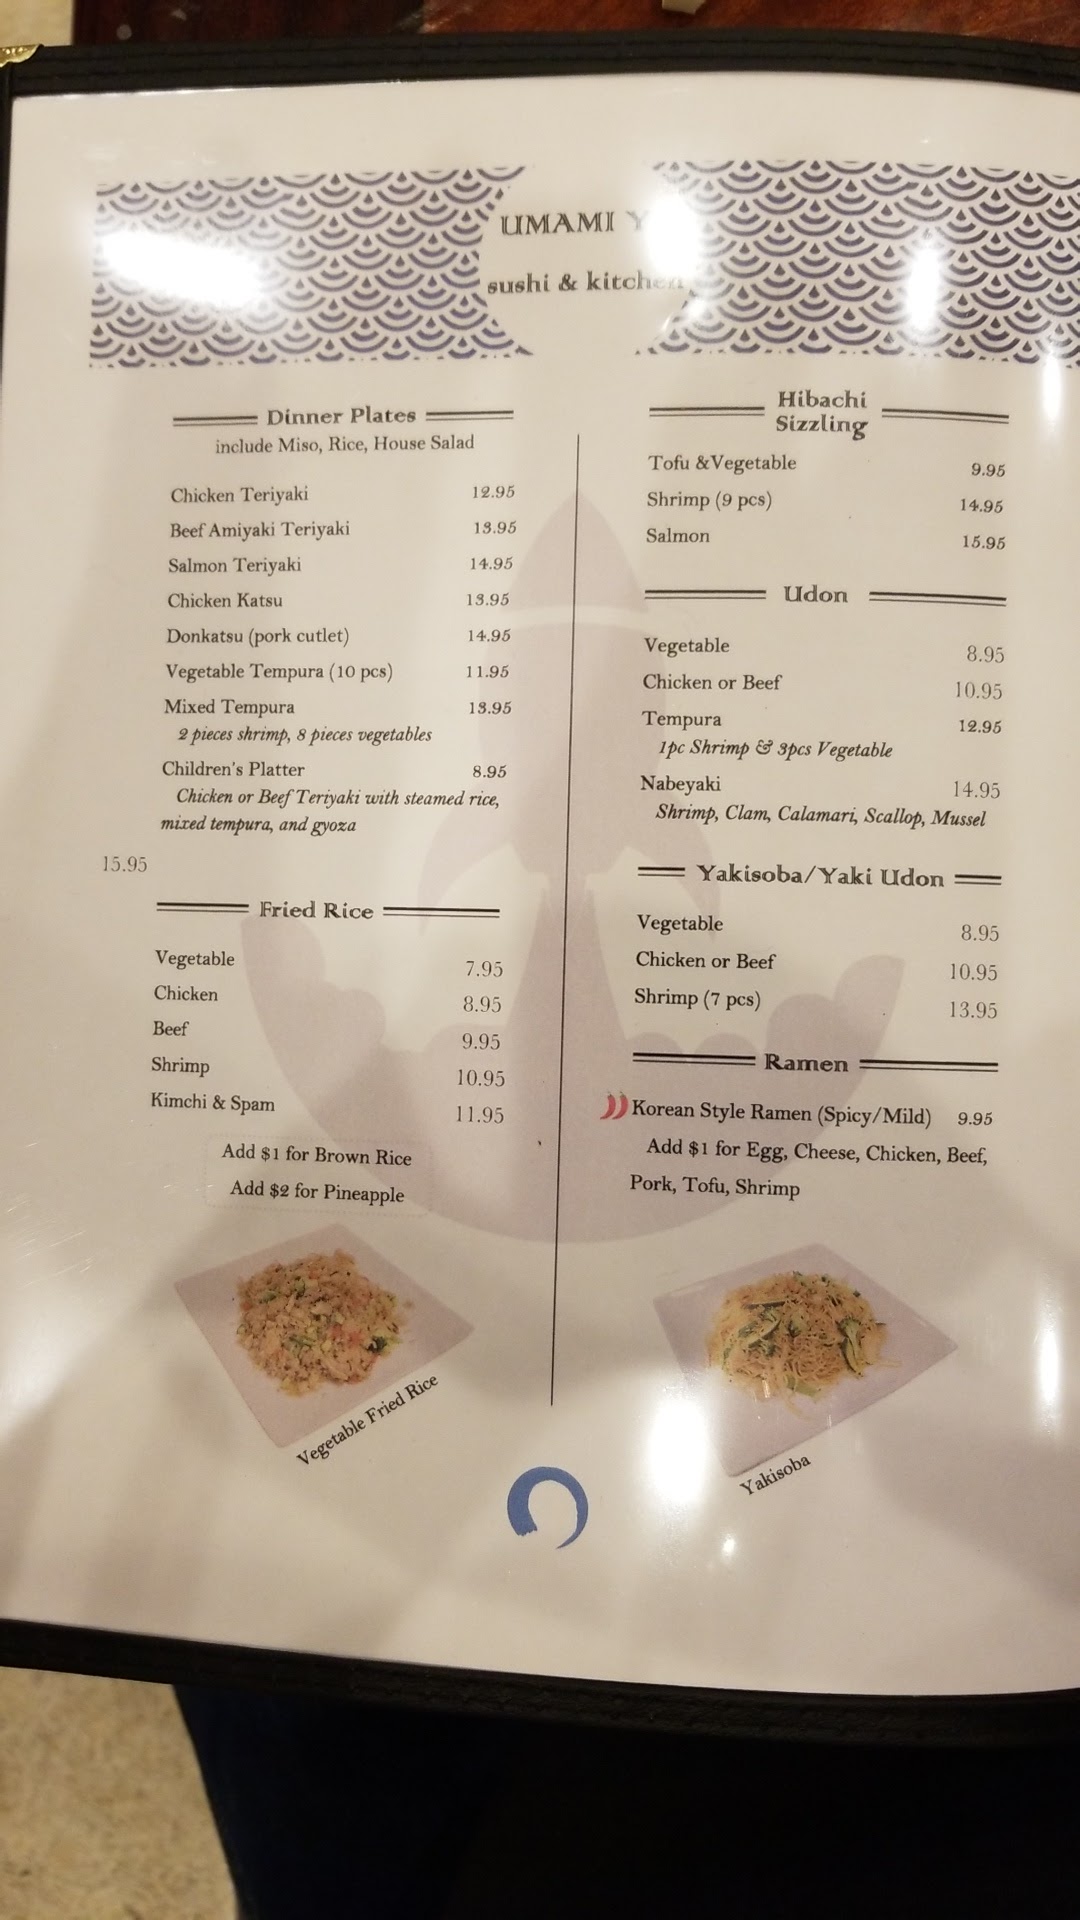 UMAMI
sushi & kitchen
Dinner Plates
include Miso, Rice, House Salad
Chicken Teriyaki 12.95
Beef Amiyaki Teriyaki 13.95
Salmon Teriyaki 14.95
Chicken Katsu 13.95
Donkatsu (pork cutlet) 14.95
Vegetable Tempura (10 pcs) 11.95
Mixed Tempura 13.95
2 pieces shrimp, 8 pieces vegetables
Children's Platter 8.95
Chicken or Beef Teriyaki with steamed rice,
mixed tempura, and gyoza
15.95
Fried Rice
Vegetable 7.95
Chicken 8.95
Beef 9.95
Shrimp 10.95
Kimchi & Spam 11.95
Add $1 for Brown Rice
Add $2 for Pineapple
Vegetable Fried Rice
Hibachi
Sizzling
Tofu &Vegetable 9.95
Shrimp (9 pcs) 14.95
Salmon 15.95
Udon
Vegetable 8.95
Chicken or Beef 10.95
Tempura 12.95
1pc Shrimp & 3pcs Vegetable
Nabeyaki 14.95
Shrimp, Clam, Calamari, Scallop, Mussel
Yakisoba/Yaki Udon
Vegetable 8.95
Chicken or Beef 10.95
Shrimp (7 pcs) 13.95
Ramen
Korean Style Ramen (Spicy/Mild) 9.95
Add $1 for Egg, Cheese, Chicken, Beef,
Pork, Tofu, Shrimp
Yakisoba